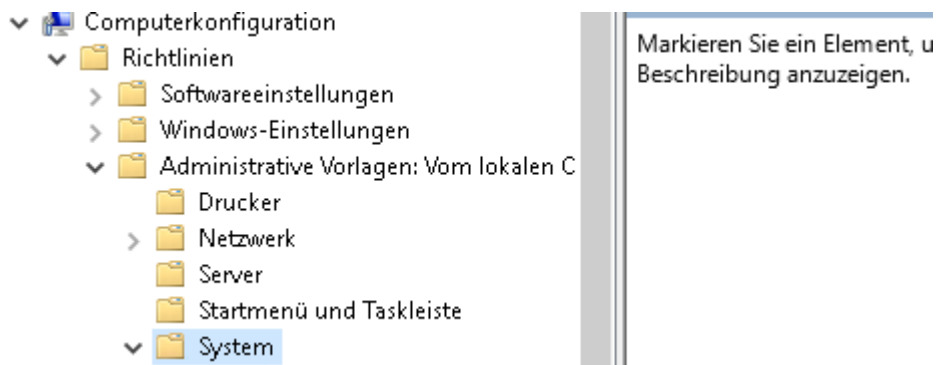 Computerkonfiguration
Richtlinien
Softwareeinstellungen
Windows-Einstellungen
Administrative Vorlagen: Vom lokalen C
Drucker
Netzwerk
Server
Startmenü und Taskleiste
System
Markieren Sie ein Element, u
Beschreibung anzuzeigen.